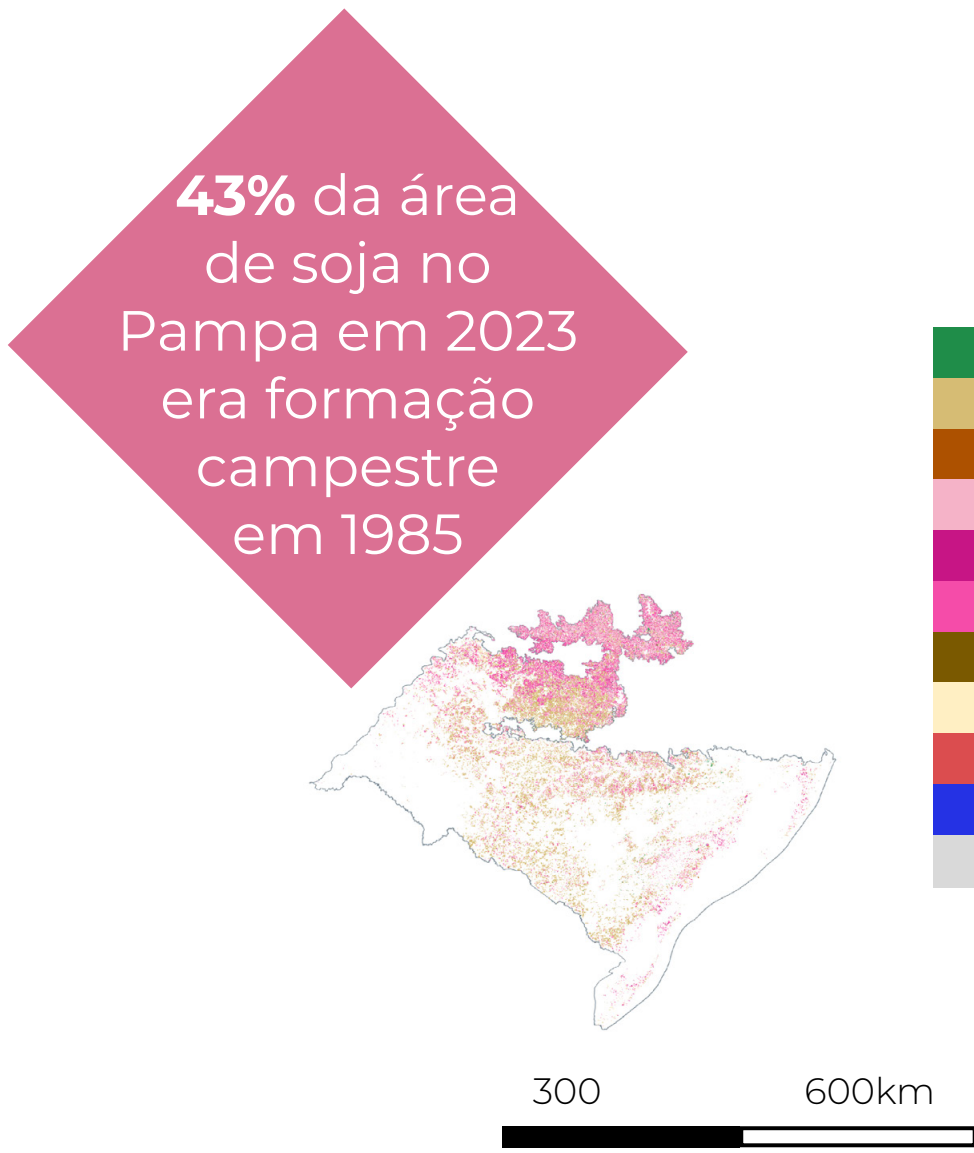 43% da área
de soja no
Pampa em 2023
era formação
campestre
em 1985
300 600km